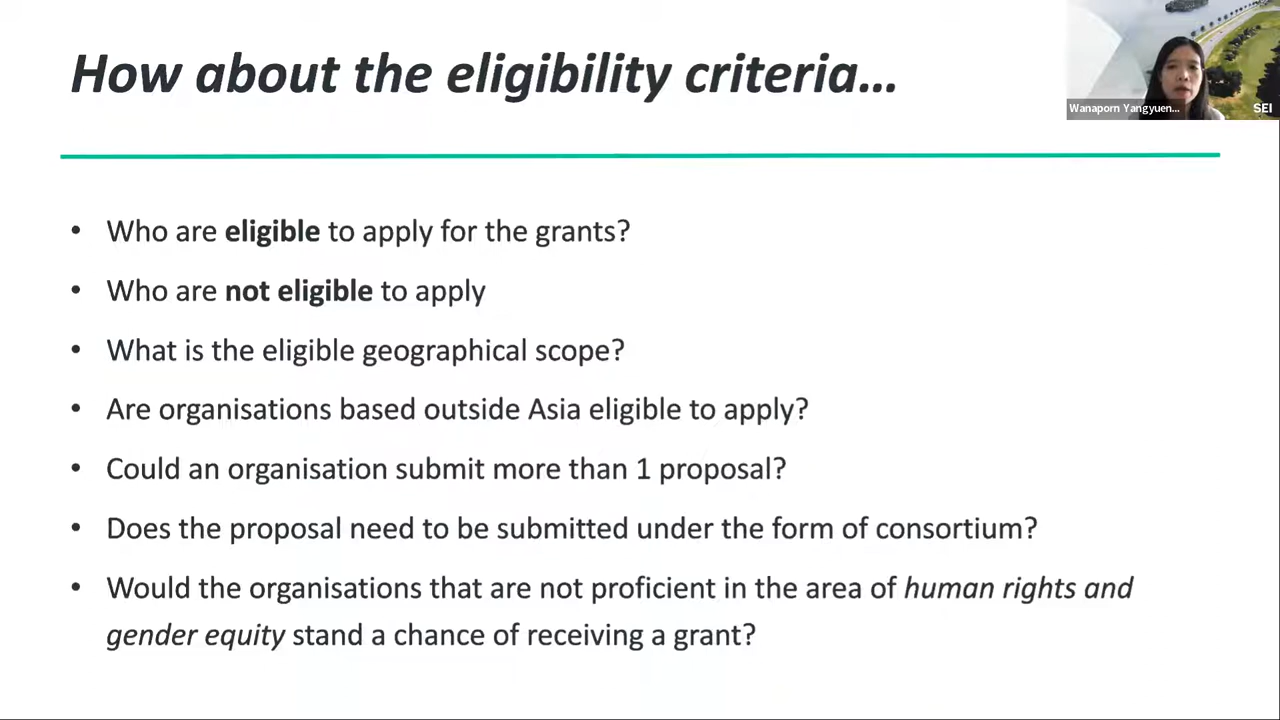 How about the eligibility criteria...
Wanaporn Yangyuen...
SEI
• Who are eligible to apply for the grants?
• Who are not eligible to apply
• What is the eligible geographical scope?
• Are organisations based outside Asia eligible to apply?
• Could an organisation submit more than 1 proposal?
• Does the proposal need to be submitted under the form of consortium?
• Would the organisations that are not proficient in the area of human rights and
gender equity stand a chance of receiving a grant?